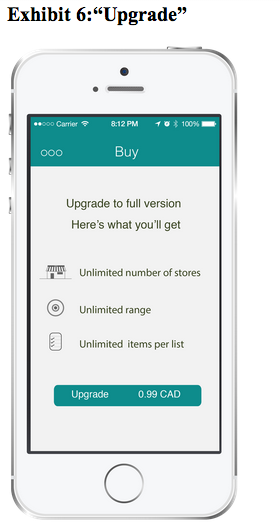 Exhibit 6:“Upgrade”
Carrier 8:12 PM 100%
ooo Buy
Upgrade to full version
Here’s what you’ll get
Unlimited number of stores
Unlimited range
Unlimited items per list
Upgrade 0.99 CAD